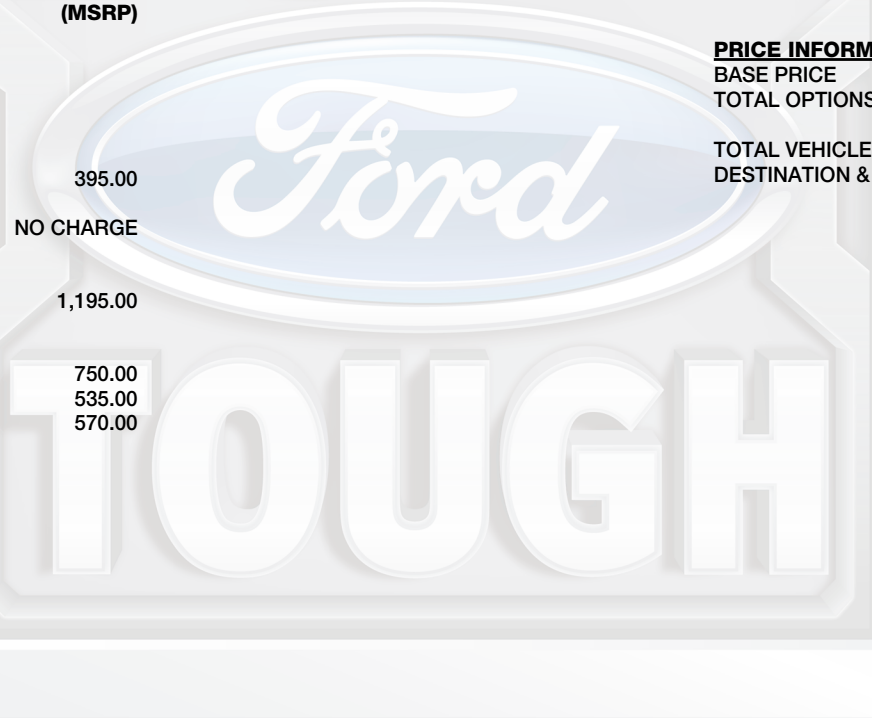 (MSRP)
395.00
NO CHARGE
1,195.00
750.00
535.00
570.00
PRICE INFORM
BASE PRICE
TOTAL OPTIONS
TOTAL VEHICLE
DESTINATION &
Ford
TOUGH